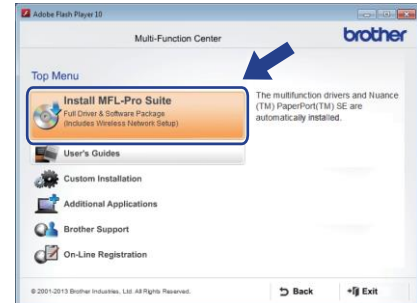 Adobe Flash Player 10
Multi-Function Center
brother
Top Menu
Install MFL-Pro Suite
Full Driver & Software Package
(Includes Wireless Network Setup)
The multifunction drivers and Nuance
(TM) PaperPort(TM) SE are
automatically installed.
User's Guides
Custom Installation
Additional Applications
Brother Support
On-Line Registration
© 2001-2013 Brother Industries, Ltd. All Rights Reserved.
Back
Exit